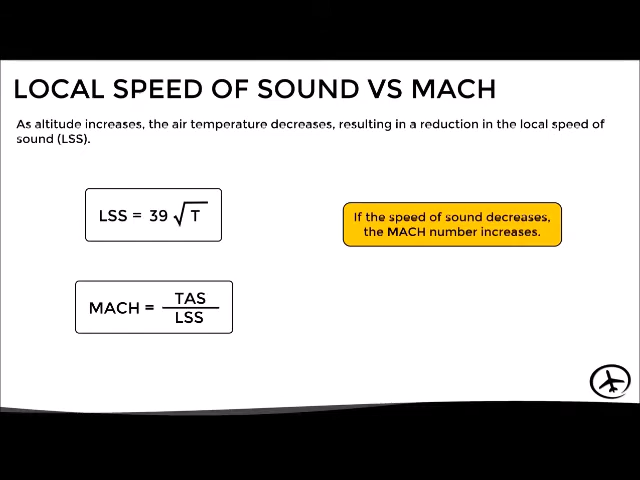 LOCAL SPEED OF SOUND VS MACH
As altitude increases, the air temperature decreases, resulting in a reduction in the local speed of
sound (LSS).
LSS = 39 √T
If the speed of sound decreases,
the MACH number increases.
MACH = TAS
LSS